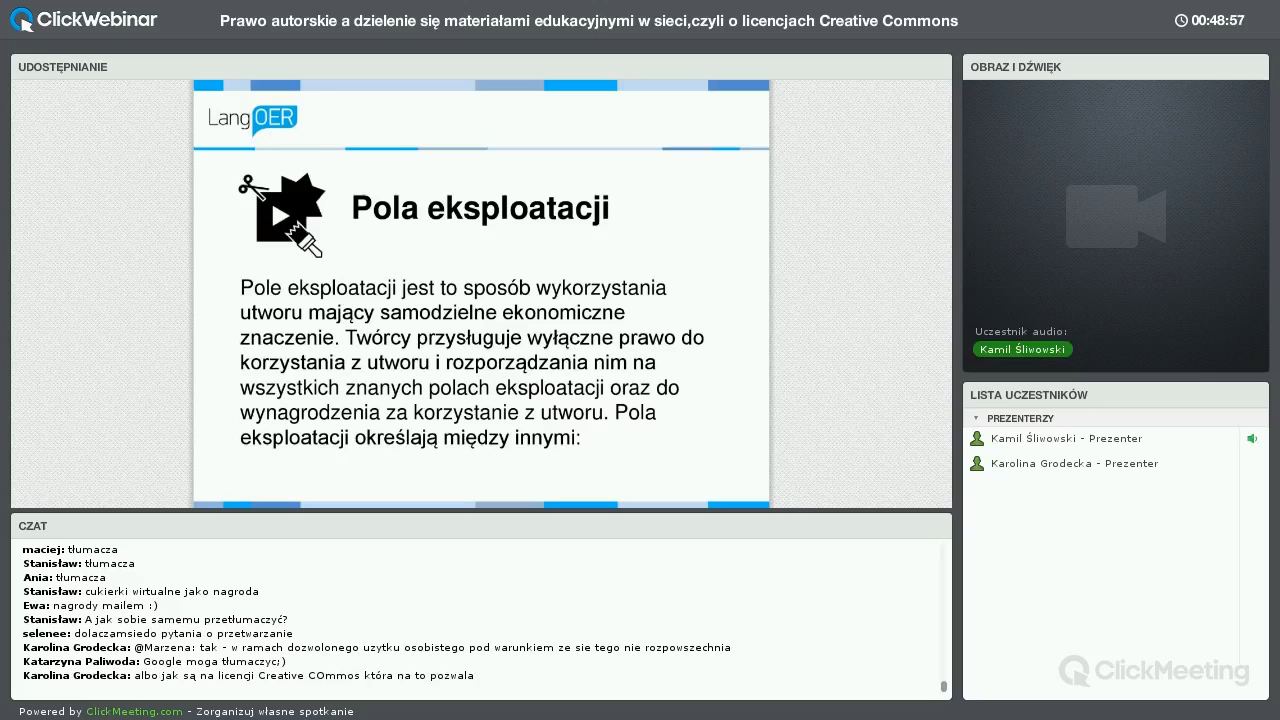 ClickWebinar
Prawo autorskie a dzielenie się materiałami edukacyjnymi w sieci,czyli o licencjach Creative Commons
00:48:57
UDOSTĘPNIANIE
LangOER
Pola eksploatacji
Pole eksploatacji jest to sposób wykorzystania
utworu mający samodzielne ekonomiczne
znaczenie. Twórcy przysługuje wyłączne prawo do
korzystania z utworu i rozporządzania nim na
wszystkich znanych polach eksploatacji oraz do
wynagrodzenia za korzystanie z utworu. Pola
eksploatacji określają między innymi:
OBRAZ I DŹWIĘK
Uczestnik audio:
Kamil Śliwowski
LISTA UCZESTNIKÓW
PREZENTERZY
Kamil Śliwowski - Prezenter
Karolina Grodecka - Prezenter
ClickMeeting
CZAT
maciej: tłumacza
Stanisław: tłumacza
Ania: tłumacza
Stanisław: cukierki wirtualne jako nagroda
Ewa: nagrody mailem :)
Stanisław: A jak sobie samemu przetłumaczyć?
selenee: dolaczamsiedo pytania o przetwarzanie
Karolina Grodecka: @Marzena: tak - w ramach dozwolonego uzytku osobistego pod warunkiem ze sie tego nie rozpowszechnia
Katarzyna Paliwoda: Google moga tłumaczyc;)
Karolina Grodecka: albo jak są na licengji Creative COmmos która na to pozwala
Powered by ClickMeeting.com - Zorganizuj własne spotkanie